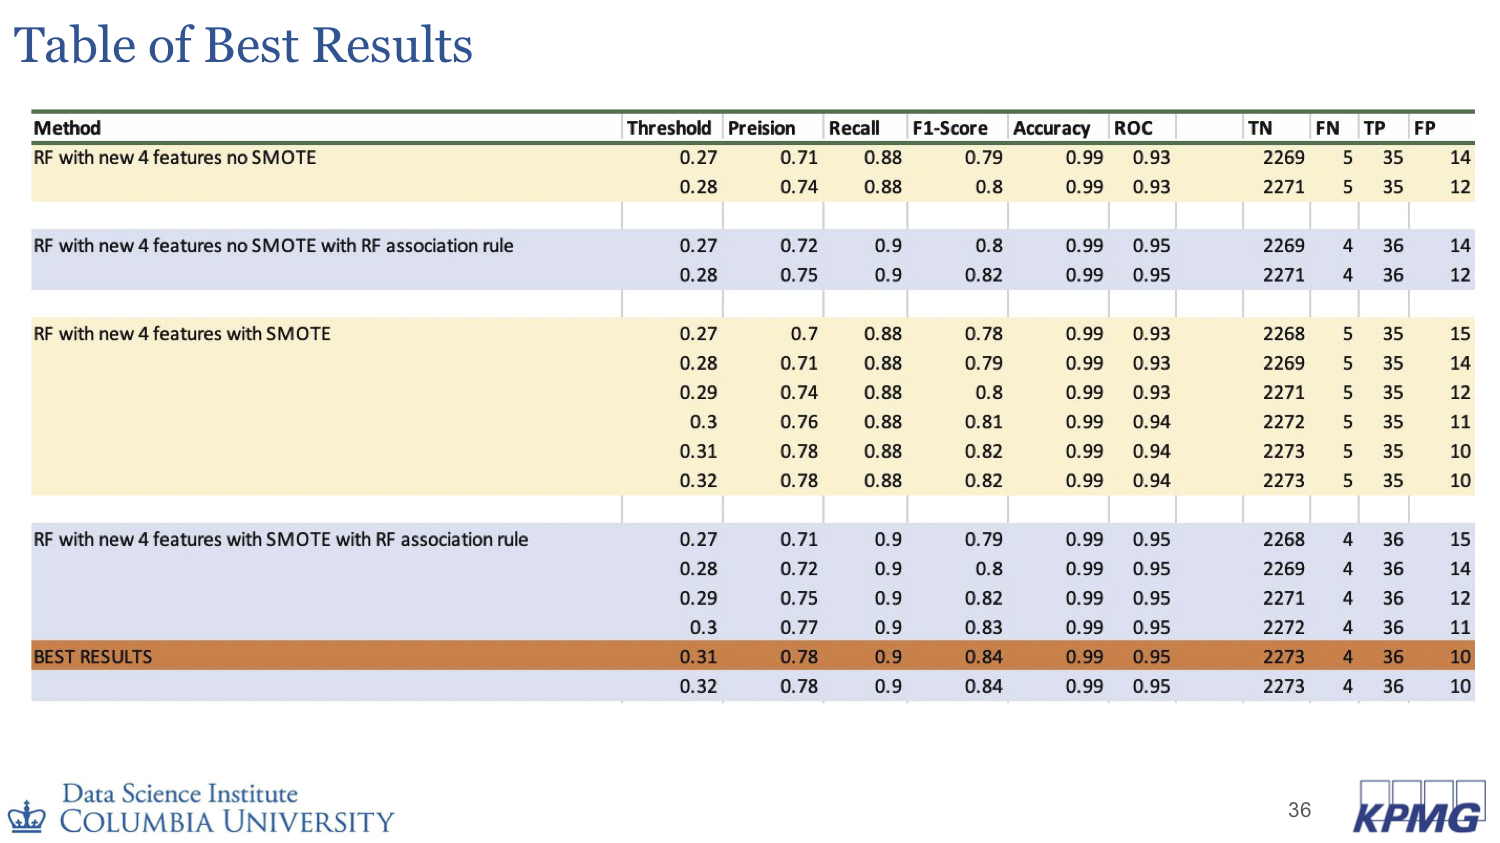 Table of Best Results
Method Threshold Preision Recall F1-Score Accuracy ROC TN FN TP FP
RF with new 4 features no SMOTE 0.27 0.71 0.88 0.79 0.99 0.93 2269 5 35 14
0.28 0.74 0.88 0.8 0.99 0.93 2271 5 35 12
RF with new 4 features no SMOTE with RF association rule 0.27 0.72 0.9 0.8 0.99 0.95 2269 4 36 14
0.28 0.75 0.9 0.82 0.99 0.95 2271 4 36 12
RF with new 4 features with SMOTE 0.27 0.7 0.88 0.78 0.99 0.93 2268 5 35 15
0.28 0.71 0.88 0.79 0.99 0.93 2269 5 35 14
0.29 0.74 0.88 0.8 0.99 0.93 2271 5 35 12
0.3 0.76 0.88 0.81 0.99 0.94 2272 5 35 11
0.31 0.78 0.88 0.82 0.99 0.94 2273 5 35 10
0.32 0.78 0.88 0.82 0.99 0.94 2273 5 35 10
RF with new 4 features with SMOTE with RF association rule 0.27 0.71 0.9 0.79 0.99 0.95 2268 4 36 15
0.28 0.72 0.9 0.8 0.99 0.95 2269 4 36 14
0.29 0.75 0.9 0.82 0.99 0.95 2271 4 36 12
0.3 0.77 0.9 0.83 0.99 0.95 2272 4 36 11
BEST RESULTS 0.31 0.78 0.9 0.84 0.99 0.95 2273 4 36 10
0.32 0.78 0.9 0.84 0.99 0.95 2273 4 36 10
Data Science Institute
COLUMBIA UNIVERSITY
36
KPMG